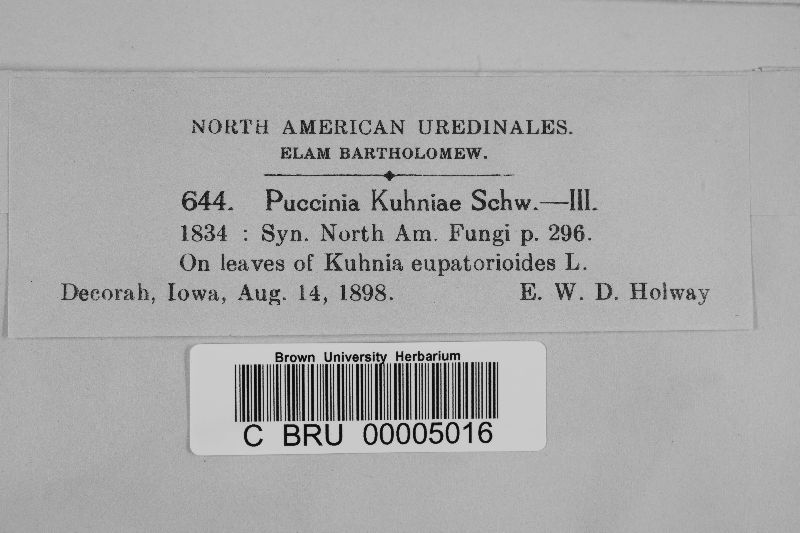 NORTH AMERICAN UREDINALES.
ELAM BARTHOLOMEW.
644. Puccinia Kuhniae Schw.—III.
1834 : Syn. North Am. Fungi p. 296.
On leaves of Kuhnia eupatorioides L.
Decorah, Iowa, Aug. 14, 1898. E. W. D. Holway
Brown University Herbarium
C BRU 00005016